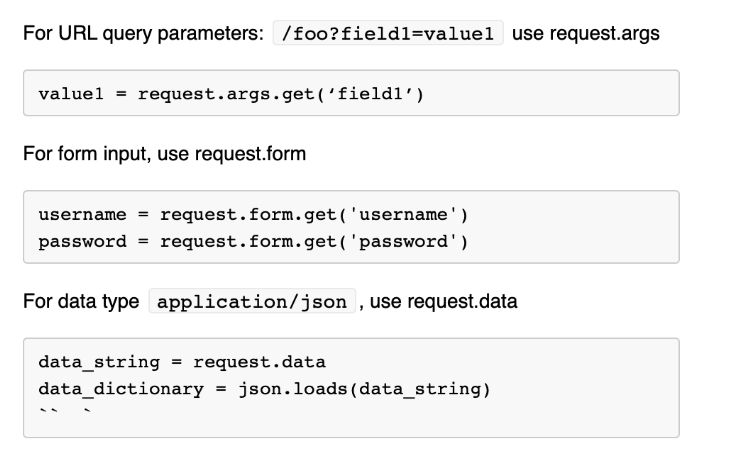 For URL query parameters: /foo?field1=value1 use request.args
value1 = request.args.get(‘field1’)
For form input, use request.form
username = request.form.get('username')
password = request.form.get('password')
For data type application/json , use request.data
data_string = request.data
data_dictionary = json.loads(data_string)
``  `